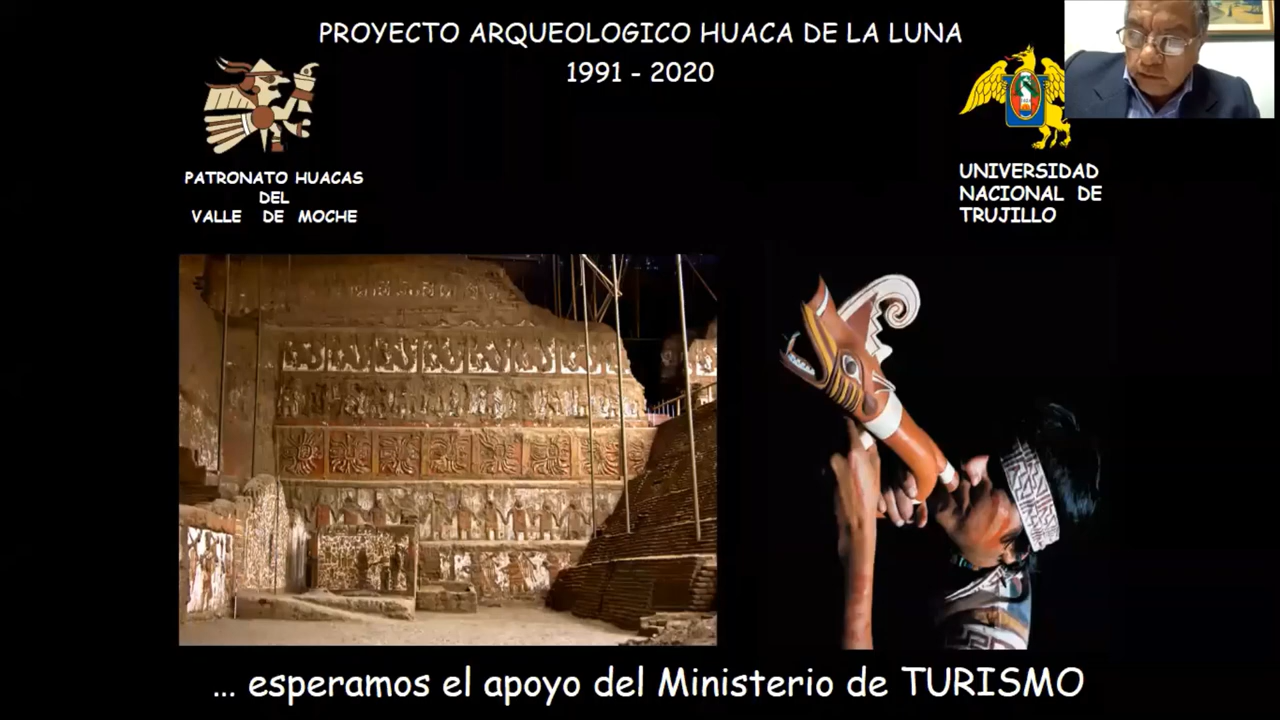 PROYECTO ARQUEOLOGICO HUACA DE LA LUNA
1991 - 2020
PATRONATO HUACAS
DEL
VALLE DE MOCHE
UNIVERSIDAD
NACIONAL DE
TRUJILLO
... esperamos el apoyo del Ministerio de TURISMO